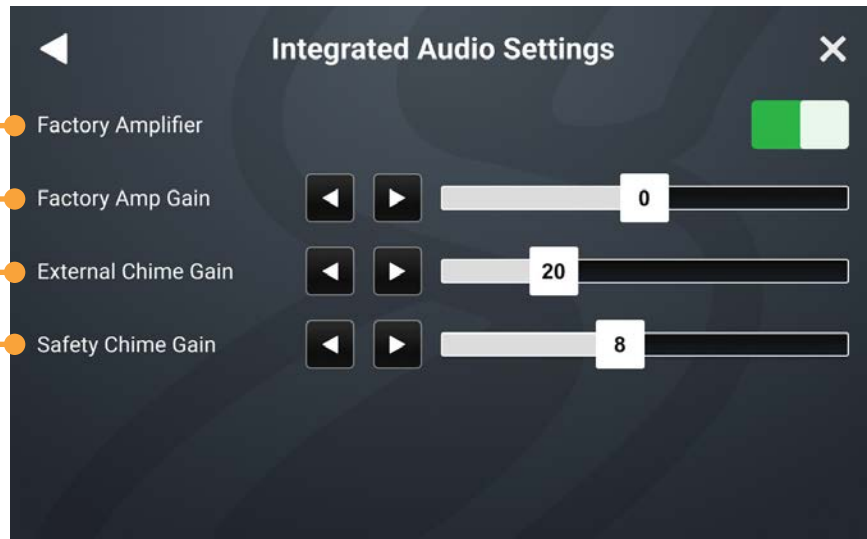 Integrated Audio Settings
Factory Amplifier
Factory Amp Gain 0
External Chime Gain 20
Safety Chime Gain 8